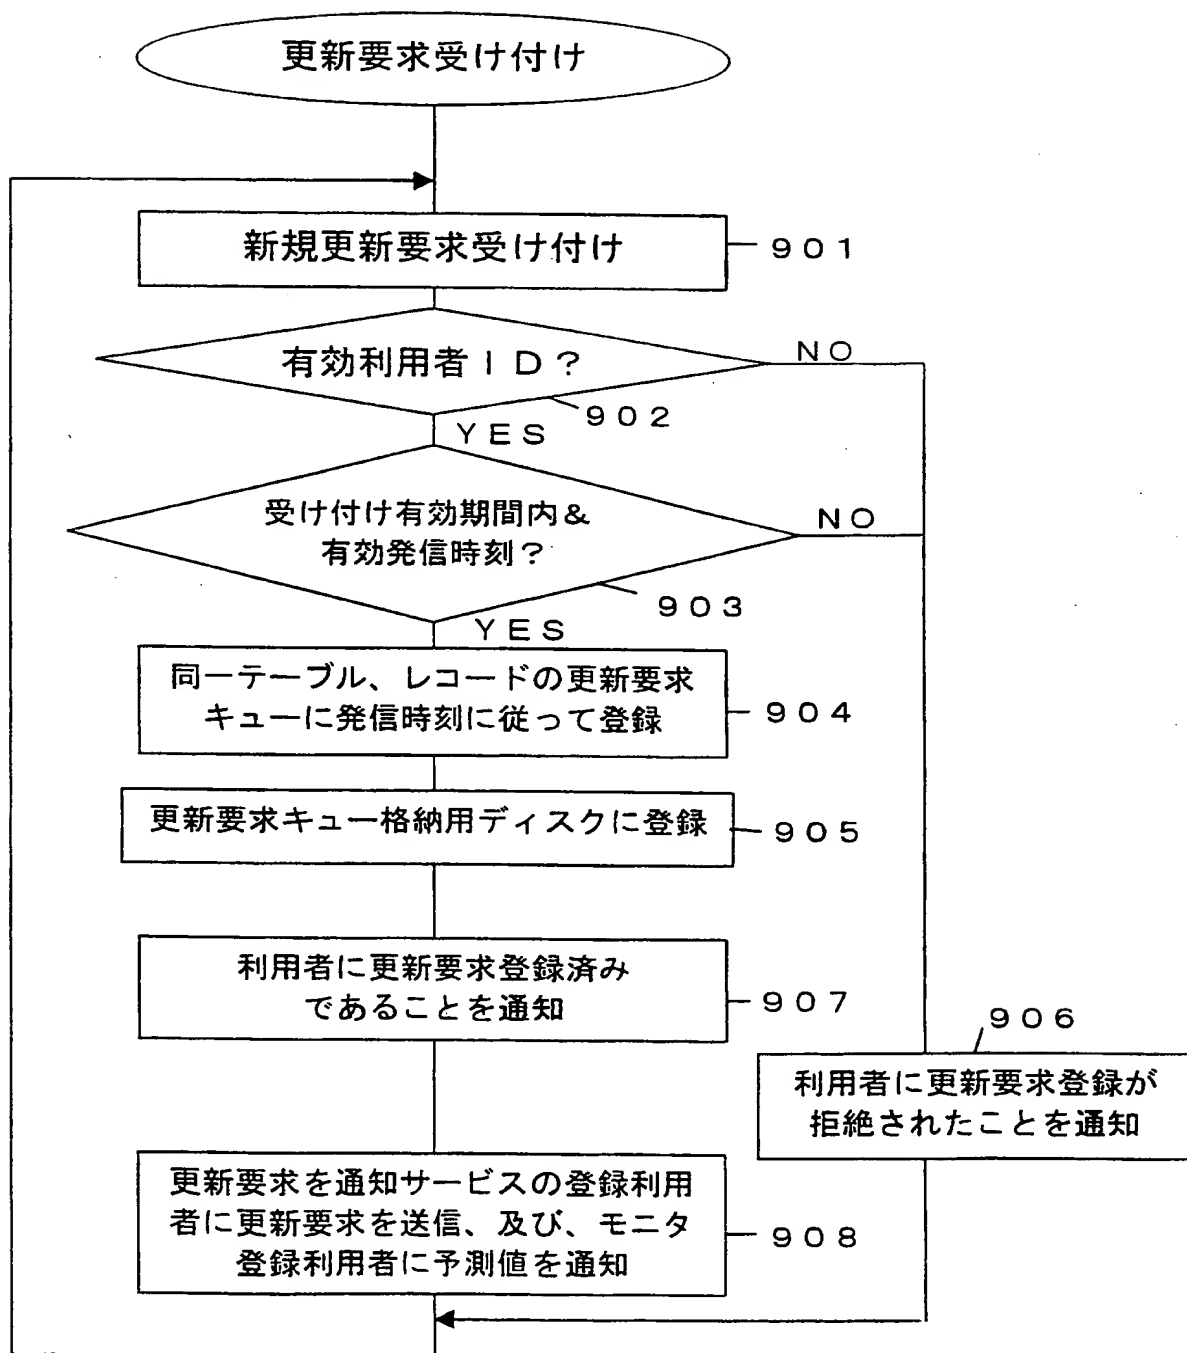 更新要求受け付け
新規更新要求受け付け
901
有効利用者ID?
NO
902
YES
受け付け有効期間内&
有効発信時刻?
NO
903
YES
同一テーブル、レコードの更新要求
キューに発信時刻に従って登録
904
更新要求キュー格納用ディスクに登録
905
利用者に更新要求登録済み
であることを通知
907
906
利用者に更新要求登録が
拒絶されたことを通知
更新要求を通知サービスの登録利用
者に更新要求を送信、及び、モニタ
登録利用者に予測値を通知
908